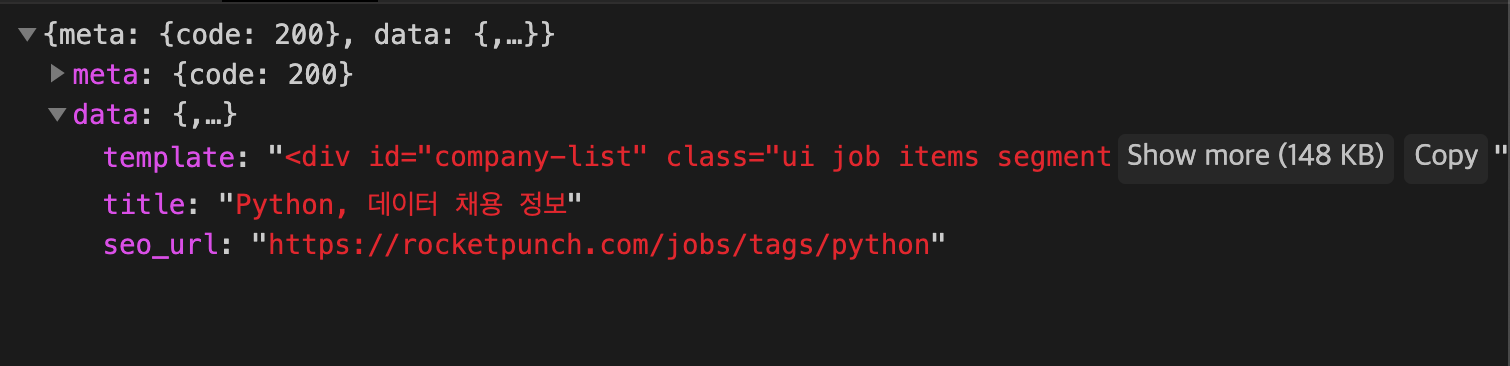 {meta: {code: 200}, data: {,…}}
meta: {code: 200}
data: {,…}
template: "<div id="company-list" class="ui job items segment Show more (148 KB) Copy "
title: "Python, 데이터 채용 정보"
seo_url: "https://rocketpunch.com/jobs/tags/python"